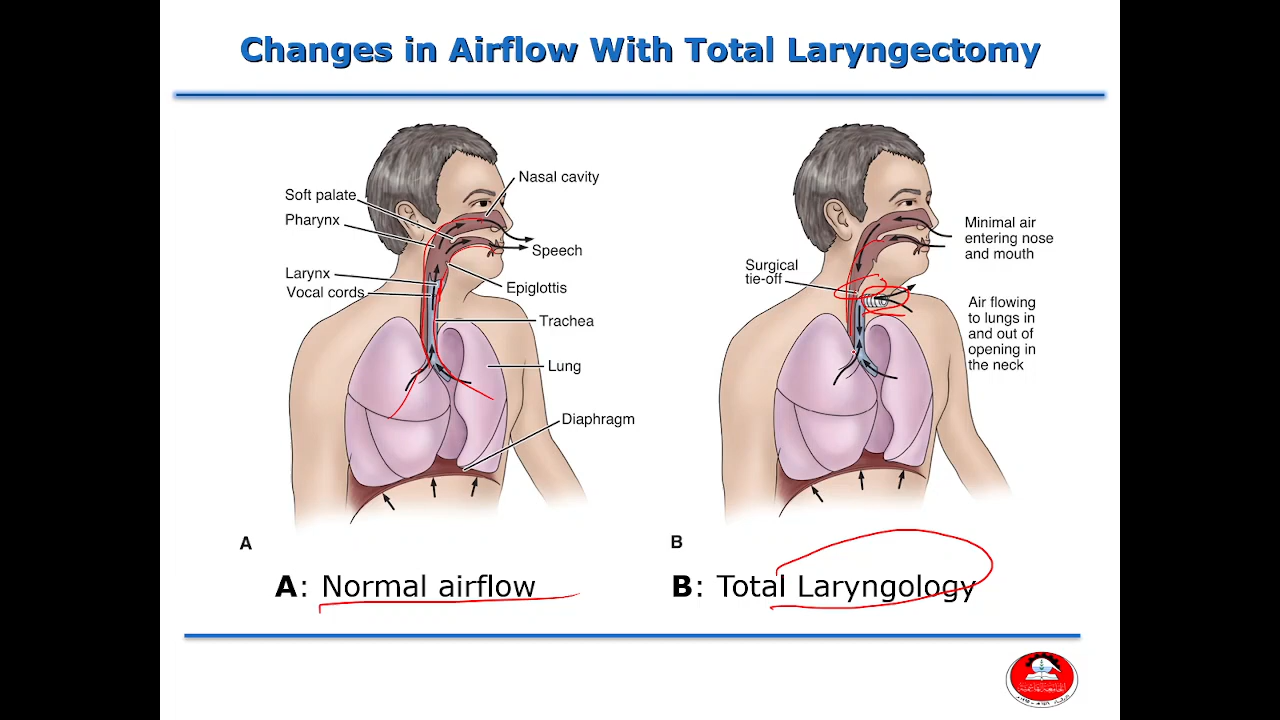 Changes in Airflow With Total Laryngectomy
Nasal cavity
Soft palate
Pharynx
Speech
Larynx
Vocal cords
Epiglottis
Trachea
Lung
Diaphragm
A
A: Normal airflow
Minimal air
entering nose
and mouth
Surgical
tie-off
Air flowing
to lungs in
and out of
opening in
the neck
B
B: Total Laryngology